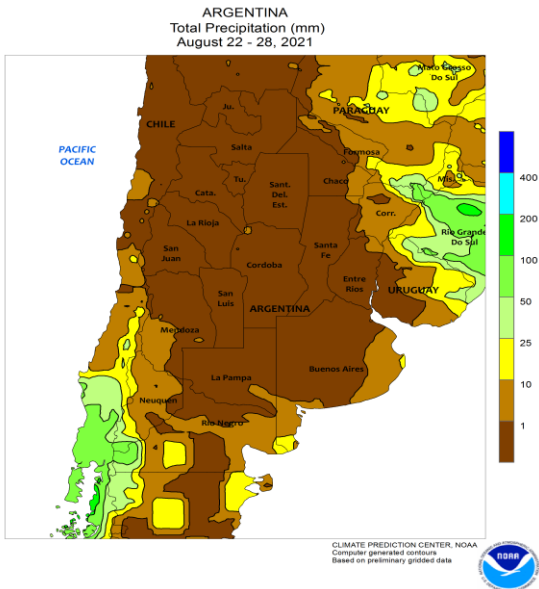 ARGENTINA
Total Precipitation (mm)
August 22 - 28, 2021
Mato Grosso
Do Sul
Ju.
PARAGUAY
CHILE
PACIFIC
OCEAN
Salta
Formosa
Tu.
Chaco
Mis.
Cata.
Sant.
Del.
Est.
Corr.
La Rioja
Rio Grande
Do Sul
San
Juan
Santa
Fe
Cordoba
Entre
Rios
URUGUAY
San
Luis
ARGENTINA
Mendoza
Buenos Aires
La Pampa
Neuquen
Rio Negro
400
200
100
50
25
10
1
CLIMATE PREDICTION CENTER, NOAA
Computer generated contours
Based on preliminary gridded data
NOAA